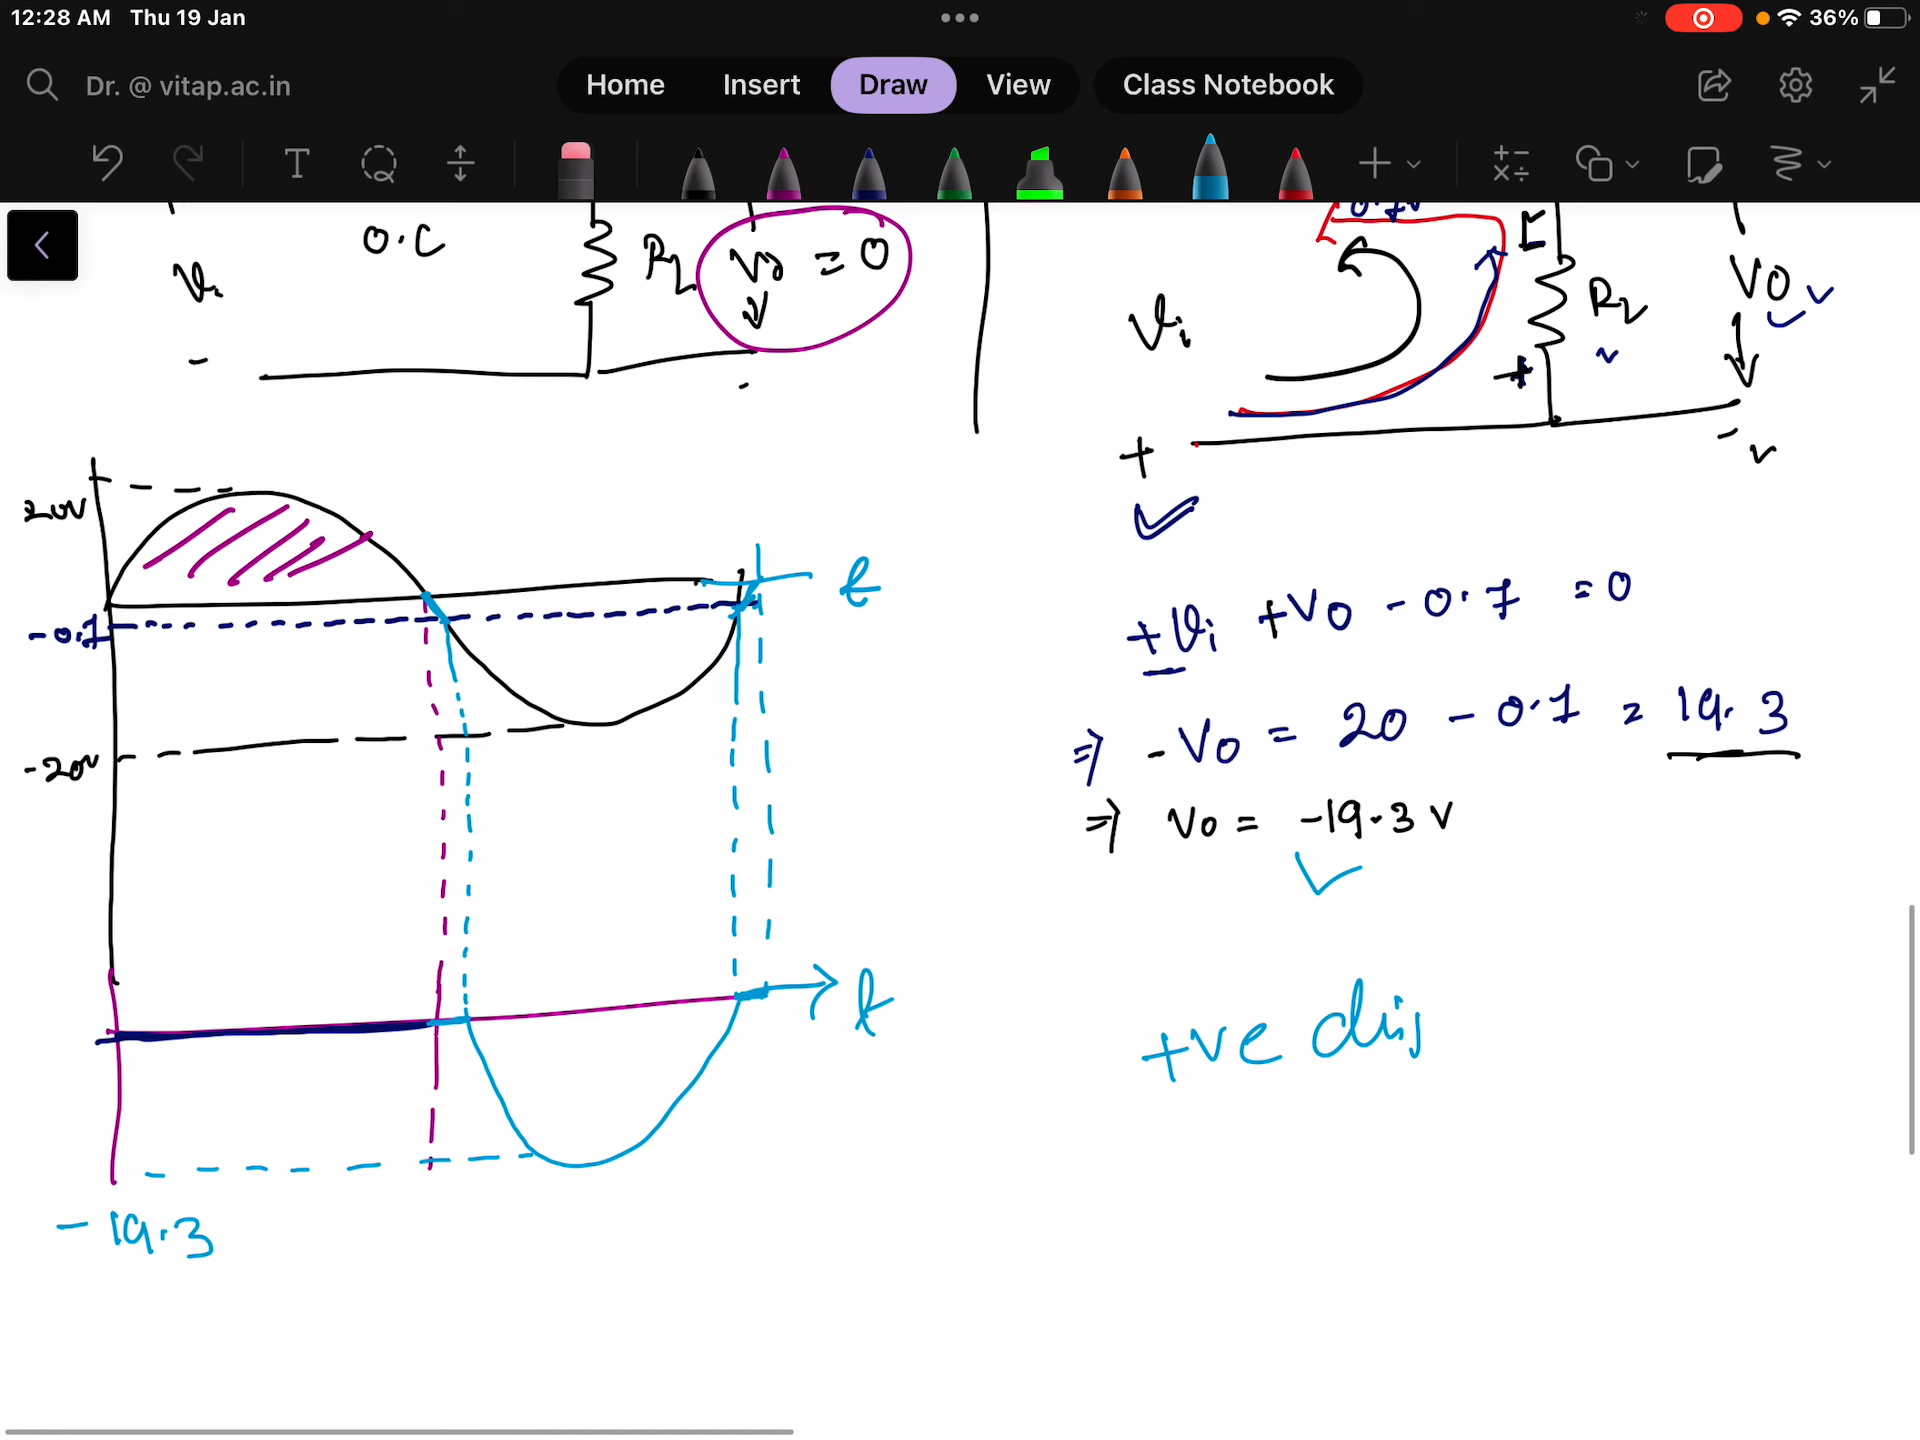 12:28 AM Thu 19 Jan
36%
Dr. @ vitap.ac.in
Home Insert Draw View Class Notebook
T
O.C
Vi
RL
Vo = 0
-
0.7V
Vi
RL
VO
+
+
-
20V
-0.7
-20V
t
+Vi +VO - 0.7 = 0
⇒ -VO = 20 - 0.7 = 19.3
⇒ VO = -19.3 V
t
+ve
-19.3